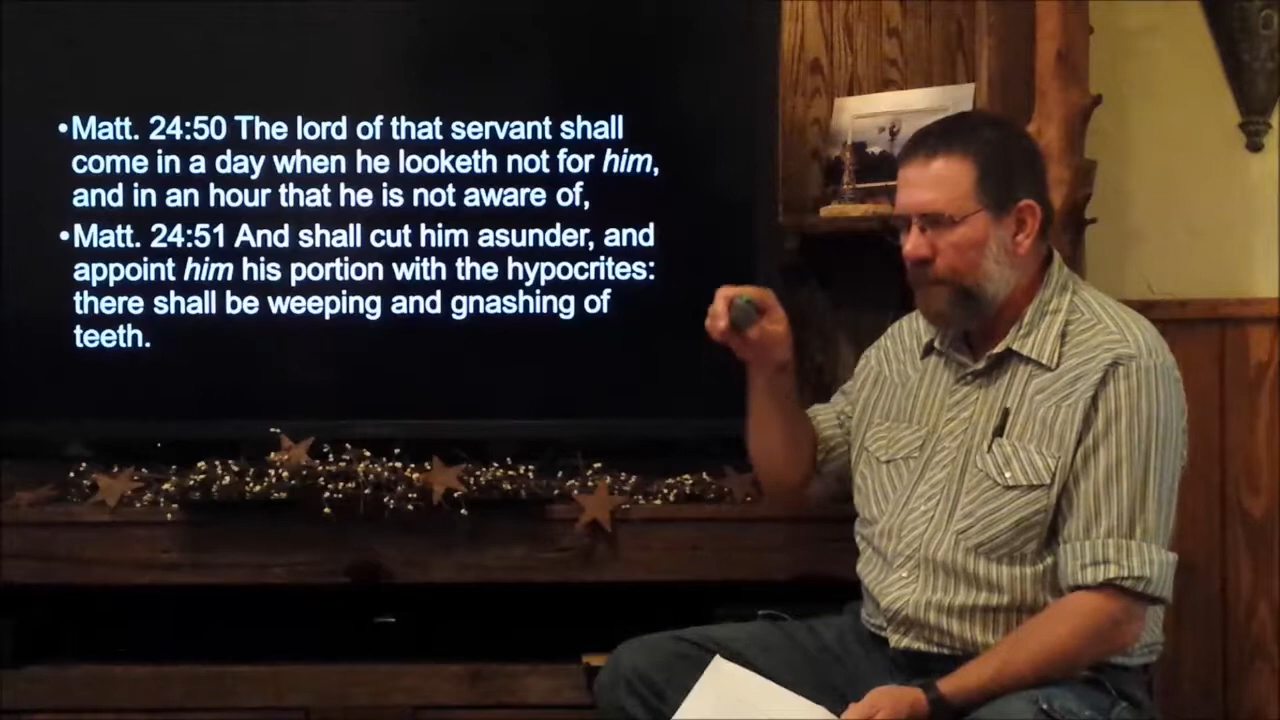 •Matt. 24:50 The lord of that servant shall
come in a day when he looketh not for him,
and in an hour that he is not aware of,
•Matt. 24:51 And shall cut him asunder, and
appoint him his portion with the hypocrites:
there shall be weeping and gnashing of
teeth.